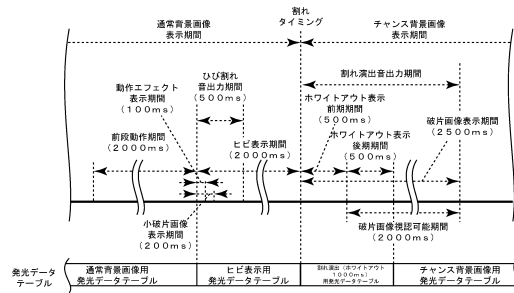 割れ
タイミング
通常背景画像
表示期間
チャンス背景画像
表示期間
ひび割れ
音出力期間
(500ms)
割れ演出音出力期間
動作エフェクト
表示期間
(100ms)
ホワイトアウト表示
前期期間
(500ms)
破片画像表示期間
(2500ms)
前段動作期間
(2000ms)
ヒビ表示期間
(2000ms)
ホワイトアウト表示
後期期間
(500ms)
小破片画像
表示期間
(200ms)
破片画像視認可能期間
(2000ms)
発光データ
テーブル
通常背景画像用
発光データテーブル
ヒビ表示用
発光データテーブル
割れ演出(ホワイトアウト
1000ms)
用発光データテーブル
チャンス背景画像用
発光データテーブル